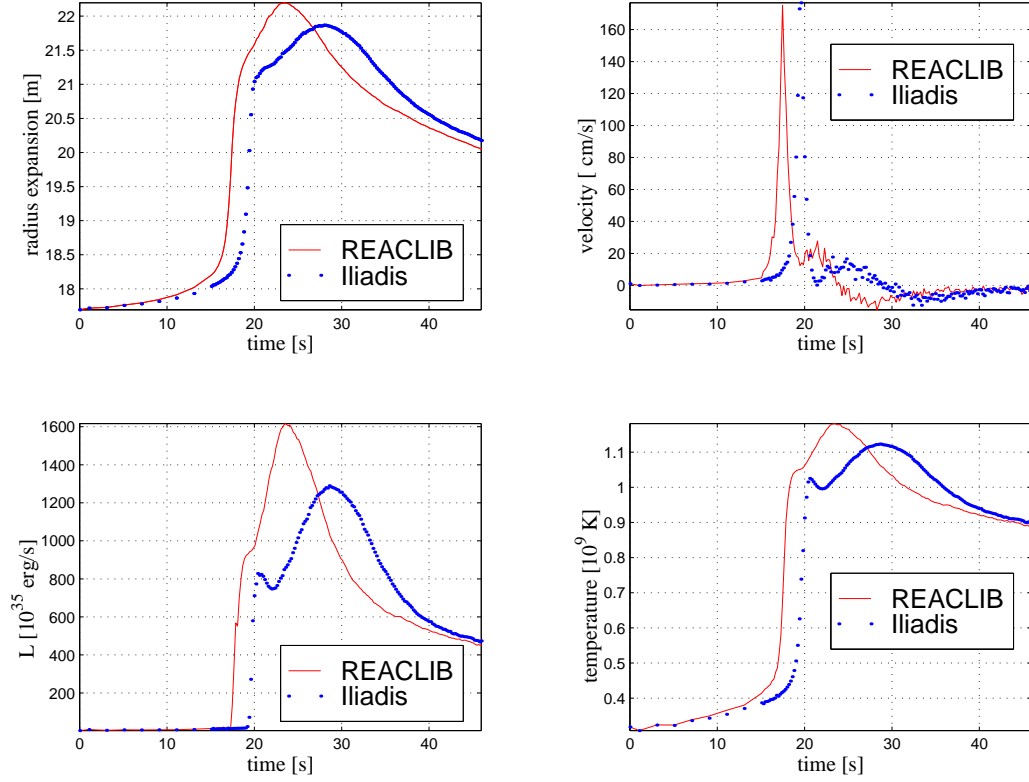 22
21.5
21
20.5
20
19.5
19
18.5
18
radius expansion [m]
0 10 20 30 40
time [s]
REACLIB
Iliadis
160
140
120
100
80
60
40
20
0
velocity [ cm/s]
0 10 20 30 40
time [s]
REACLIB
Iliadis
1600
1400
1200
1000
800
600
400
200
L [10^35 erg/s]
0 10 20 30 40
time [s]
REACLIB
Iliadis
1.1
1
0.9
0.8
0.7
0.6
0.5
0.4
temperature [10^9 K]
0 10 20 30 40
time [s]
REACLIB
Iliadis